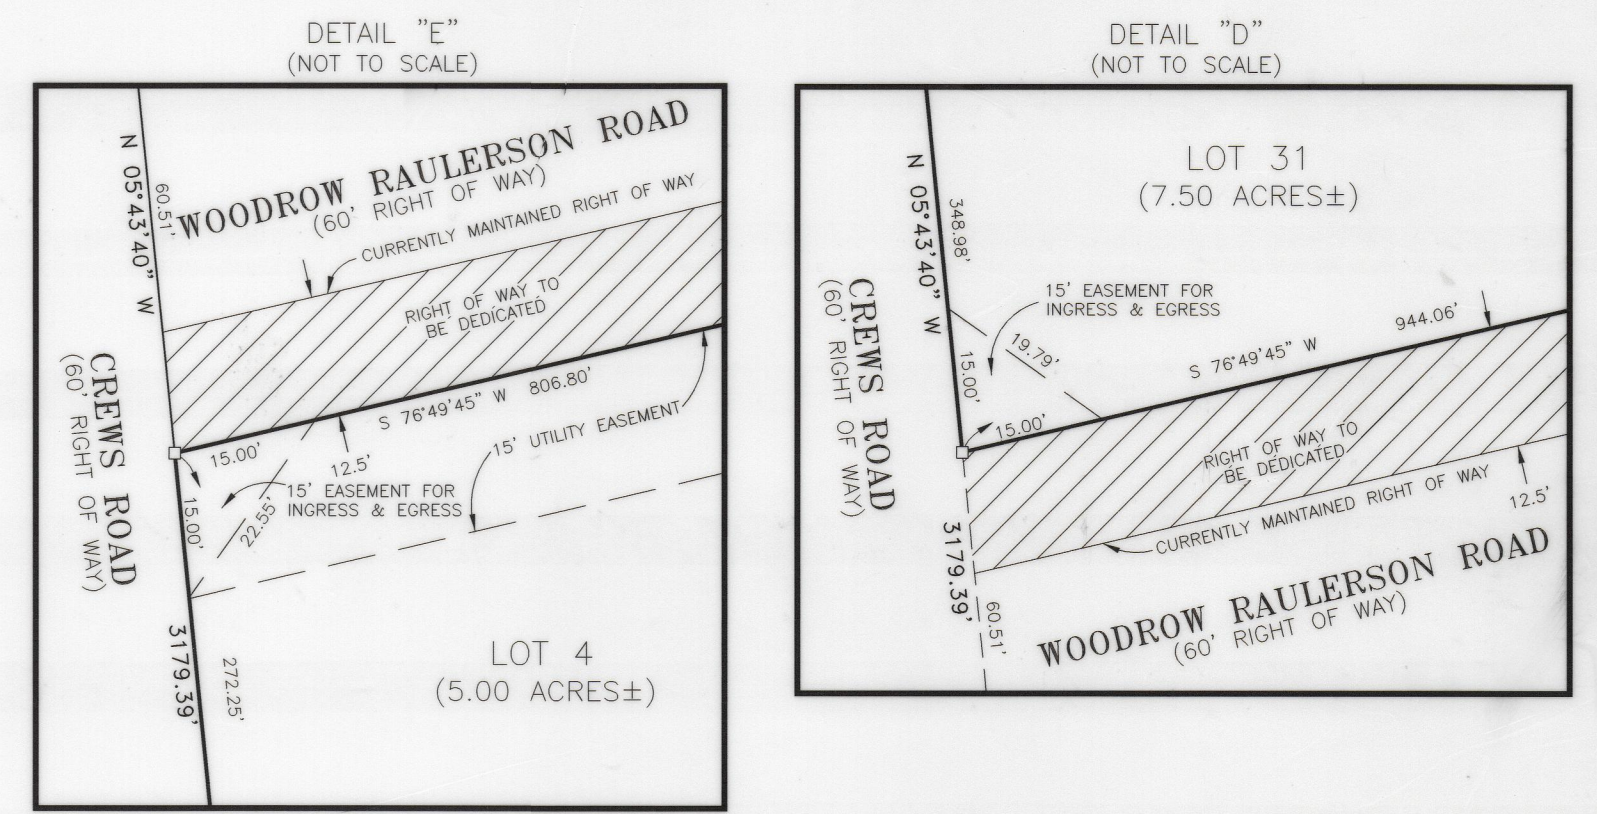 DETAIL "E"
(NOT TO SCALE)
N 05°43'40" W
60.51'
WOODROW RAULERSON ROAD
(60' RIGHT OF WAY)
CURRENTLY MAINTAINED RIGHT OF WAY
RIGHT OF WAY TO
BE DEDICATED
CREWS ROAD
(60' RIGHT OF WAY)
S 76°49'45" W 806.80'
15.00'
12.5'
15' UTILITY EASEMENT
15' EASEMENT FOR
INGRESS & EGRESS
15.00'
22.55'
3179.39'
272.25'
LOT 4
(5.00 ACRES±)
DETAIL "D"
(NOT TO SCALE)
LOT 31
(7.50 ACRES±)
N 05°43'40" W
348.98'
15' EASEMENT FOR
INGRESS & EGRESS
CREWS ROAD
(60' RIGHT OF WAY)
19.79'
15.00'
15.00'
944.06'
S 76°49'45" W
RIGHT OF WAY TO
BE DEDICATED
CURRENTLY MAINTAINED RIGHT OF WAY
12.5'
3179.39'
60.51'
WOODROW RAULERSON ROAD
(60' RIGHT OF WAY)